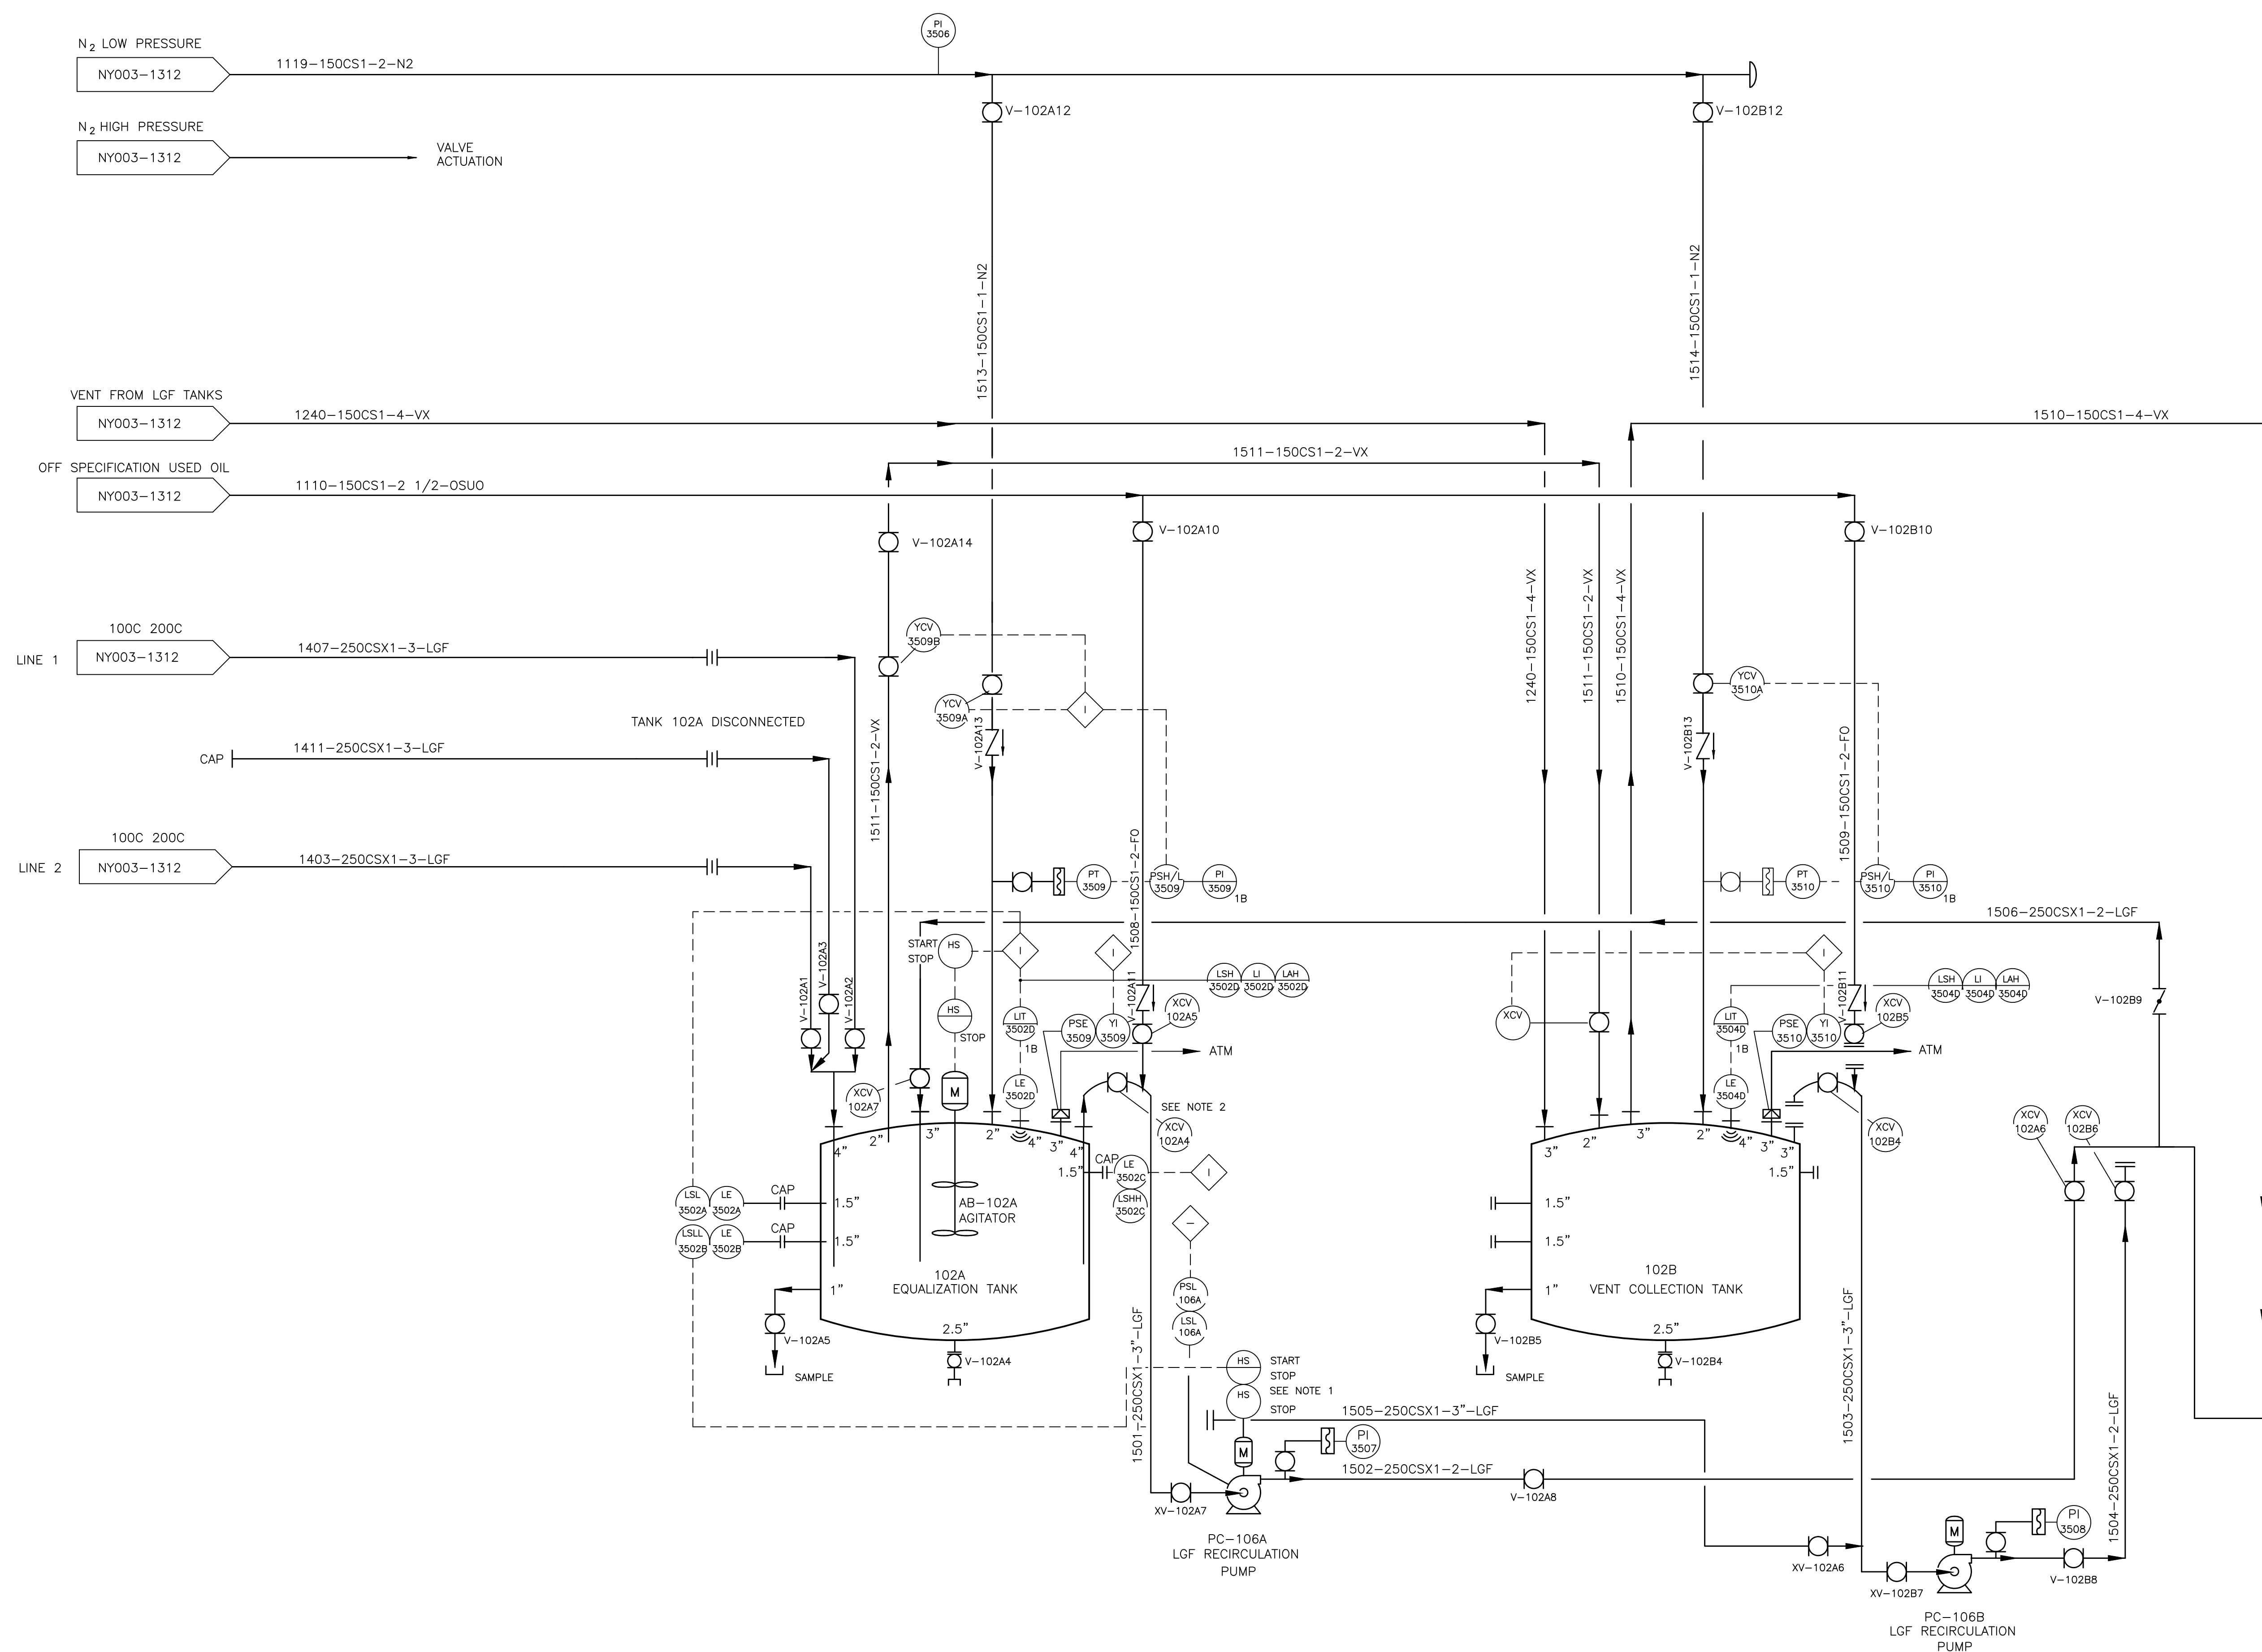 PI
3506
N2 LOW PRESSURE
NY003-1312
1119-150CS1-2-N2
V-102A12
V-102B12
N2 HIGH PRESSURE
NY003-1312
VALVE
ACTUATION
1513-150CS1-1-N2
1514-150CS1-1-N2
VENT FROM LGF TANKS
NY003-1312
1240-150CS1-4-VX
1510-150CS1-4-VX
1511-150CS1-2-VX
OFF SPECIFICATION USED OIL
NY003-1312
1110-150CS1-2 1/2-OSUO
V-102A14
V-102A10
V-102B10
LINE 1
100C 200C
NY003-1312
1407-250CSX1-3-LGF
YCV
3509B
YCV
3509A
I
V-102A13
1511-150CS1-2-VX
1240-150CS1-4-VX
1511-150CS1-2-VX
1510-150CS1-4-VX
YCV
3510A
V-102B13
1509-150CS1-2-FO
TANK 102A DISCONNECTED
CAP
1411-250CSX1-3-LGF
LINE 2
100C 200C
NY003-1312
1403-250CSX1-3-LGF
PT
3509
PSH/L
3509
PI
3509
1B
1508-150CS1-2-FO
PT
3510
PSH/L
3510
PI
3510
1B
1506-250CSX1-2-LGF
V-102A1
V-102A3
V-102A2
START
STOP
HS
I
I
HS
STOP
LSH
3502D
LI
3502D
LAH
3502D
LIT
3502D
1B
PSE
3509
YI
3509
V-102A11
XCV
102A5
ATM
LE
3502D
XCV
102A7
M
SEE NOTE 2
XCV
102A4
I
XCV
LIT
3504D
1B
PSE
3510
YI
3510
V-102B11
XCV
102B5
LSH
3504D
LI
3504D
LAH
3504D
V-102B9
ATM
LE
3504D
XCV
102B4
XCV
102A6
XCV
102B6
4"
2"
3"
2"
4"
3"
4"
1.5"
CAP
LE
3502C
LSHH
3502C
I
LSL
3502A
LE
3502A
CAP
1.5"
LSLL
3502B
LE
3502B
CAP
1.5"
AB-102A
AGITATOR
102A
EQUALIZATION TANK
1"
2.5"
V-102A5
SAMPLE
V-102A4
I
PSL
106A
LSL
106A
HS
START
STOP
HS
SEE NOTE 1
STOP
1501-250CSX1-3"-LGF
3"
2"
3"
2"
4"
3"
3"
1.5"
1.5"
1.5"
102B
VENT COLLECTION TANK
1"
2.5"
V-102B5
SAMPLE
V-102B4
1505-250CSX1-3"-LGF
M
PI
3507
1502-250CSX1-2-LGF
V-102A8
XV-102A7
PC-106A
LGF RECIRCULATION
PUMP
1503-250CSX1-3"-LGF
1504-250CSX1-2-LGF
XV-102A6
M
PI
3508
V-102B8
XV-102B7
PC-106B
LGF RECIRCULATION
PUMP